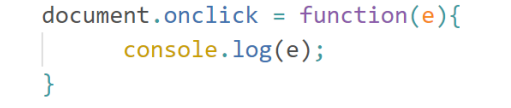 document.onclick = function(e){
console.log(e);
}